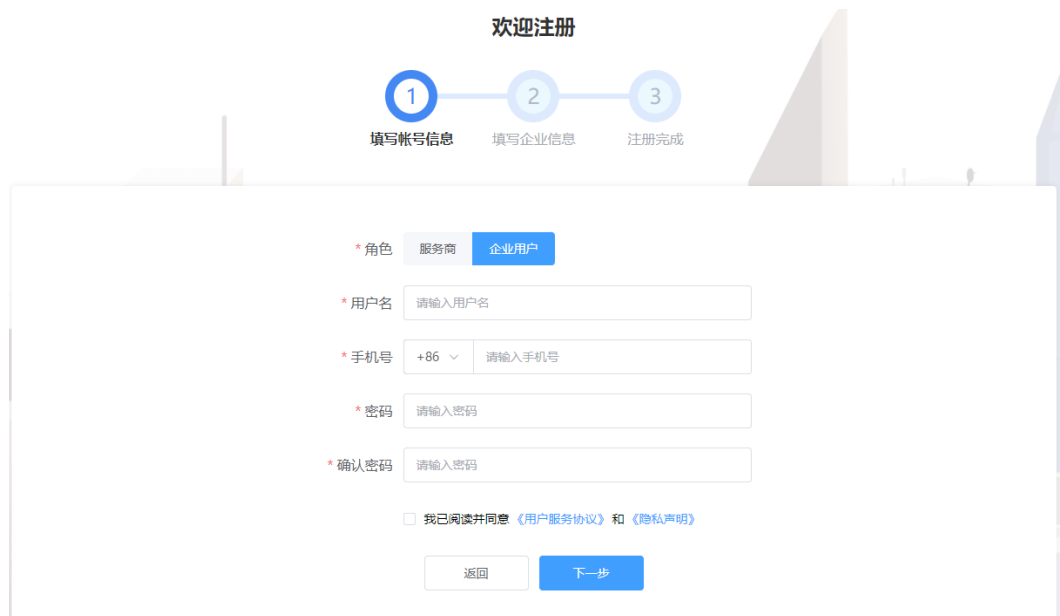 欢迎注册
1 2 3
填写帐号信息 填写企业信息 注册完成
* 角色 服务商 企业用户
* 用户名 请输入用户名
* 手机号 +86 请输入手机号
* 密码 请输入密码
* 确认密码 请输入密码
我已阅读并同意《用户服务协议》和《隐私声明》
返回 下一步